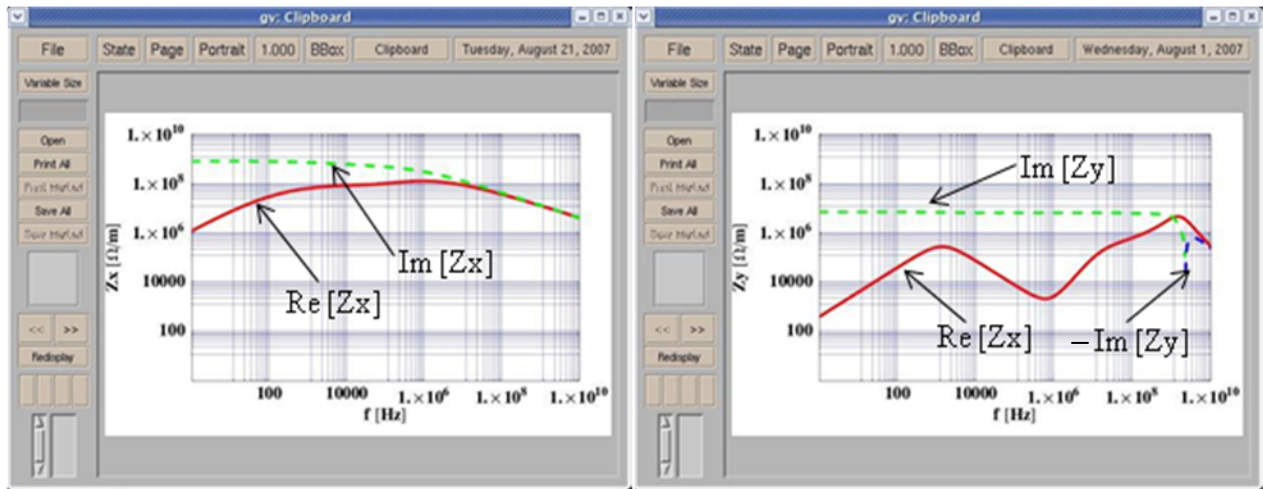 gv: Clipboard
File
State
Page
Portrait
1.000
BBox
Clipboard
Tuesday, August 21, 2007
Variable Size
Open
Print All
Save All
<<
>>
Redisplay
1.×10^10
1.×10^8
1.×10^6
10000
100
Zx [Ω/m]
Im[Zx]
Re[Zx]
100
10000
1.×10^6
1.×10^8
1.×10^10
f [Hz]
gv: Clipboard
File
State
Page
Portrait
1.000
BBox
Clipboard
Wednesday, August 1, 2007
Variable Size
Open
Print All
Save All
<<
>>
Redisplay
1.×10^10
1.×10^8
1.×10^6
10000
100
Zy [Ω/m]
Im[Zy]
Re[Zx]
−Im[Zy]
100
10000
1.×10^6
1.×10^8
1.×10^10
f [Hz]